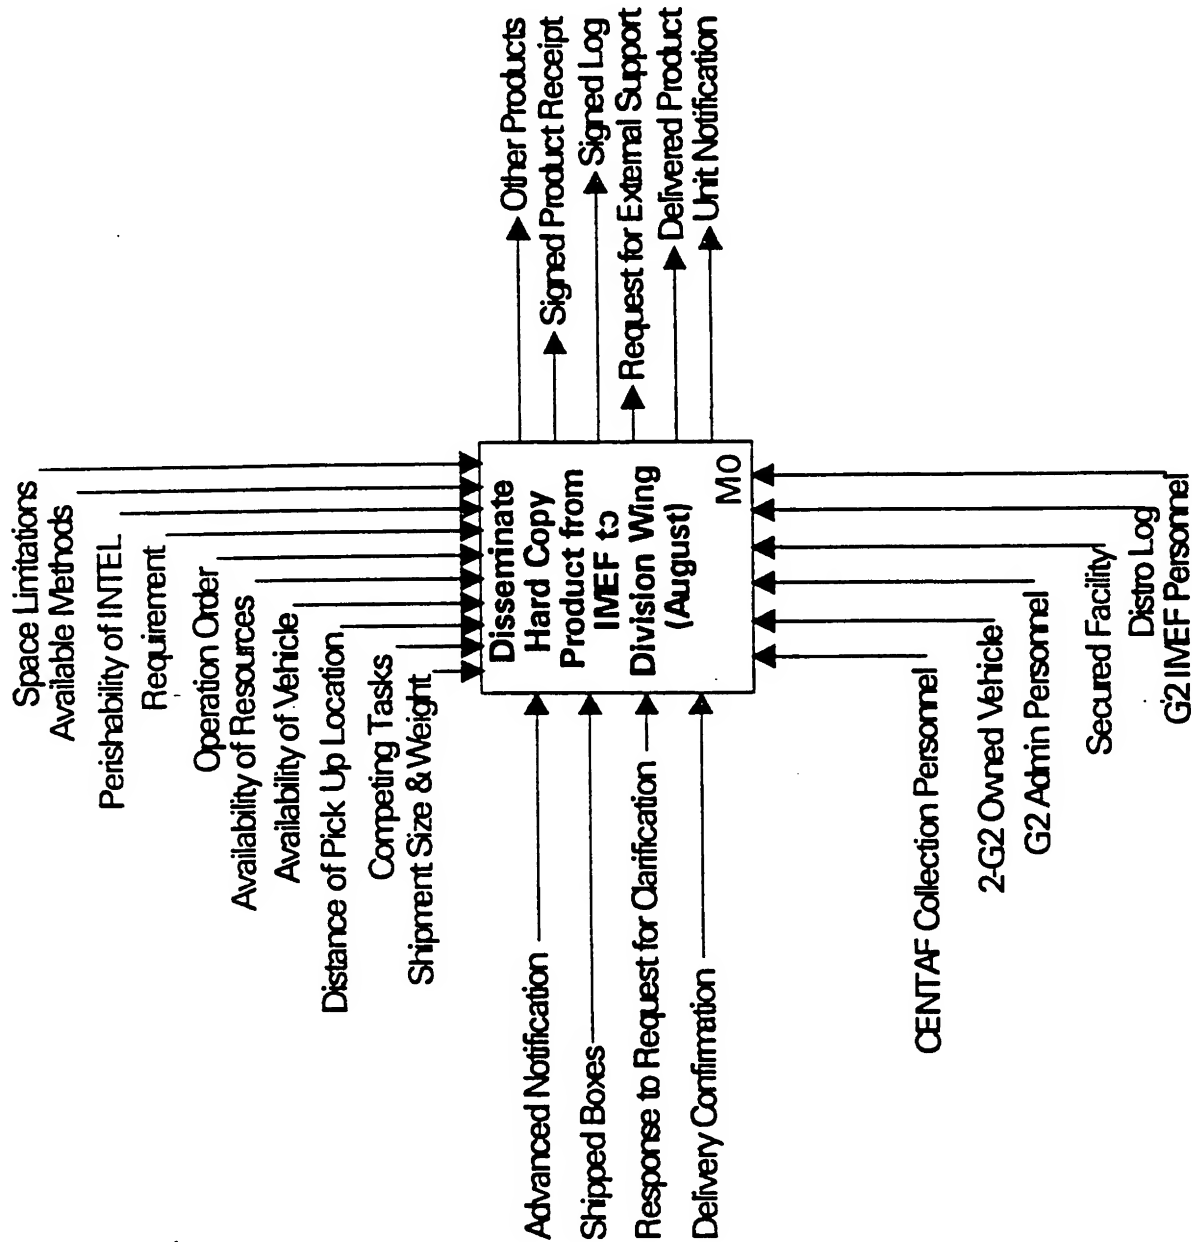 Space Limitations
Available Methods
Perishability of INTEL
Requirement
Operation Order
Availability of Resources
Availability of Vehicle
Distance of Pick Up Location
Competing Tasks
Shipment Size & Weight
Advanced Notification
Shipped Boxes
Response to Request for Clarification
Delivery Confirmation
Disseminate
Hard Copy
Product from
IMEF to
Division Wing
(August)
M0
Other Products
Signed Product Receipt
Signed Log
Request for External Support
Delivered Product
Unit Notification
CENTAF Collection Personnel
2-G2 Owned Vehicle
G2 Admin Personnel
Secured Facility
Distro Log
G2 IMEF Personnel